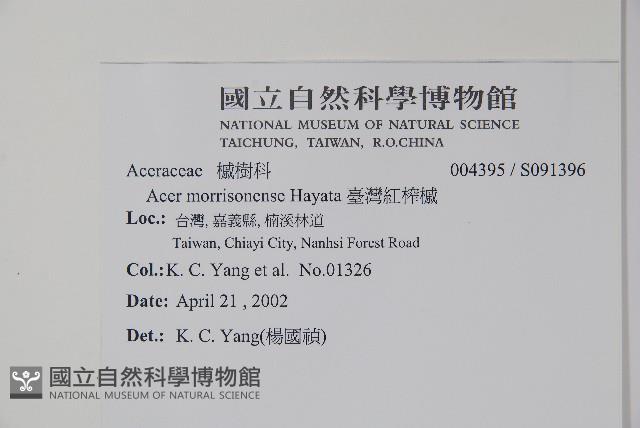 國立自然科學博物館
NATIONAL MUSEUM OF NATURAL SCIENCE
TAICHUNG, TAIWAN, R.O.CHINA
Aceraceae 槭樹科 004395 / S091396
Acer morrisonense Hayata 臺灣紅榨槭
Loc.: 台灣, 嘉義縣, 楠溪林道
Taiwan, Chiayi City, Nanhsi Forest Road
Col.:K. C. Yang et al. No.01326
Date: April 21 , 2002
Det.: K. C. Yang(楊國禎)
國立自然科學博物館
NATIONAL MUSEUM OF NATURAL SCIENCE